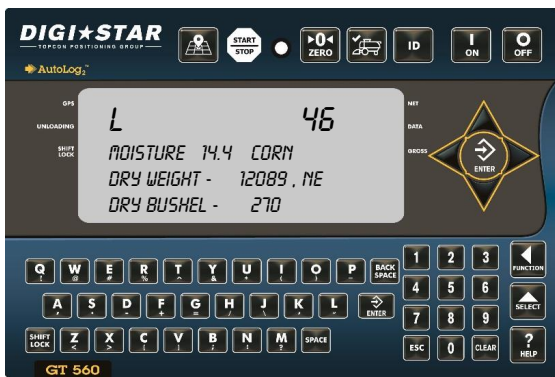 DIGI★STAR
TOPCON POSITIONING GROUP
AutoLog2™
START
STOP
ZERO
ID
I
ON
O
OFF
GPS
UNLOADING
SHIFT
LOCK
L 46
MOISTURE 14.4 CORN
DRY WEIGHT - 12089, NE
DRY BUSHEL - 270
NET
DATA
GROSS
ENTER
Q W E R T Y U I O P BACK SPACE
A S D F G H J K L ENTER
SHIFT LOCK Z X C V B N M SPACE
1 2 3
4 5 6
7 8 9
ESC 0 CLEAR
FUNCTION
SELECT
?
HELP
GT 560